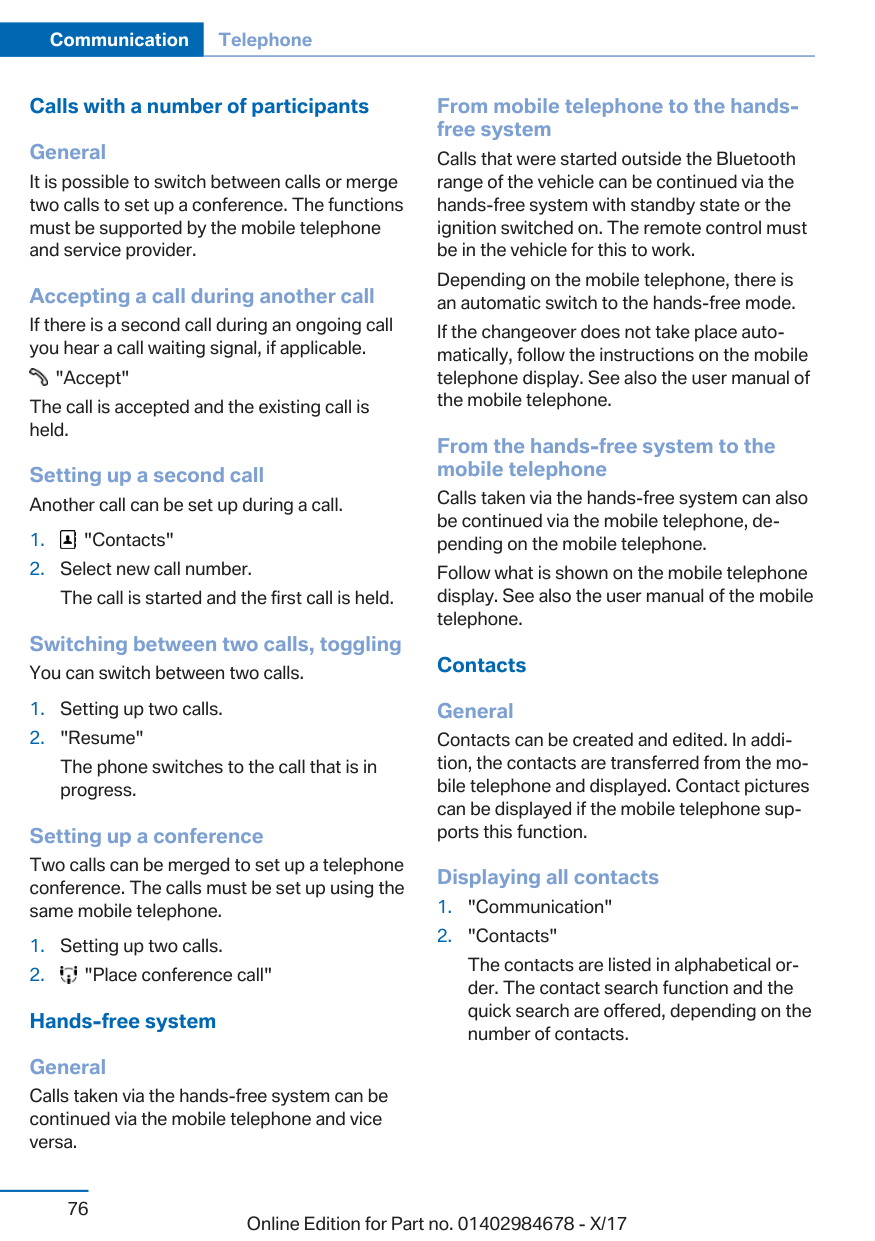 Communication Telephone
Calls with a number of participants
General
It is possible to switch between calls or merge
two calls to set up a conference. The functions
must be supported by the mobile telephone
and service provider.
Accepting a call during another call
If there is a second call during an ongoing call
you hear a call waiting signal, if applicable.
"Accept"
The call is accepted and the existing call is
held.
Setting up a second call
Another call can be set up during a call.
1. "Contacts"
2. Select new call number.
The call is started and the first call is held.
Switching between two calls, toggling
You can switch between two calls.
1. Setting up two calls.
2. "Resume"
The phone switches to the call that is in
progress.
Setting up a conference
Two calls can be merged to set up a telephone
conference. The calls must be set up using the
same mobile telephone.
1. Setting up two calls.
2. "Place conference call"
Hands-free system
General
Calls taken via the hands-free system can be
continued via the mobile telephone and vice
versa.
From mobile telephone to the hands-
free system
Calls that were started outside the Bluetooth
range of the vehicle can be continued via the
hands-free system with standby state or the
ignition switched on. The remote control must
be in the vehicle for this to work.
Depending on the mobile telephone, there is
an automatic switch to the hands-free mode.
If the changeover does not take place auto-
matically, follow the instructions on the mobile
telephone display. See also the user manual of
the mobile telephone.
From the hands-free system to the
mobile telephone
Calls taken via the hands-free system can also
be continued via the mobile telephone, de-
pending on the mobile telephone.
Follow what is shown on the mobile telephone
display. See also the user manual of the mobile
telephone.
Contacts
General
Contacts can be created and edited. In addi-
tion, the contacts are transferred from the mo-
bile telephone and displayed. Contact pictures
can be displayed if the mobile telephone sup-
ports this function.
Displaying all contacts
1. "Communication"
2. "Contacts"
The contacts are listed in alphabetical or-
der. The contact search function and the
quick search are offered, depending on the
number of contacts.
76
Online Edition for Part no. 01402984678 - X/17